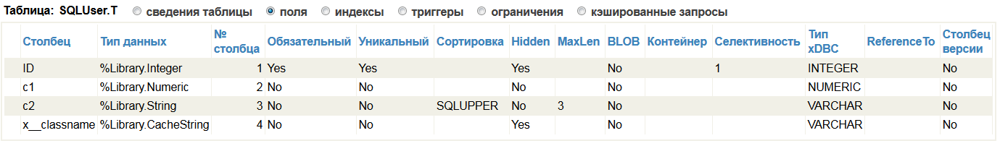 Таблица: SQLUser.T сведения таблицы поля индексы триггеры ограничения кэшированные запросы
Столбец Тип данных № столбца Обязательный Уникальный Сортировка Hidden MaxLen BLOB Контейнер Селективность Тип xDBC ReferenceTo Столбец версии
ID %Library.Integer 1 Yes Yes Yes No 1 INTEGER No
c1 %Library.Numeric 2 No No No No NUMERIC No
c2 %Library.String 3 No No SQLUPPER No 3 No VARCHAR No
x__classname %Library.CacheString 4 No No Yes No VARCHAR No